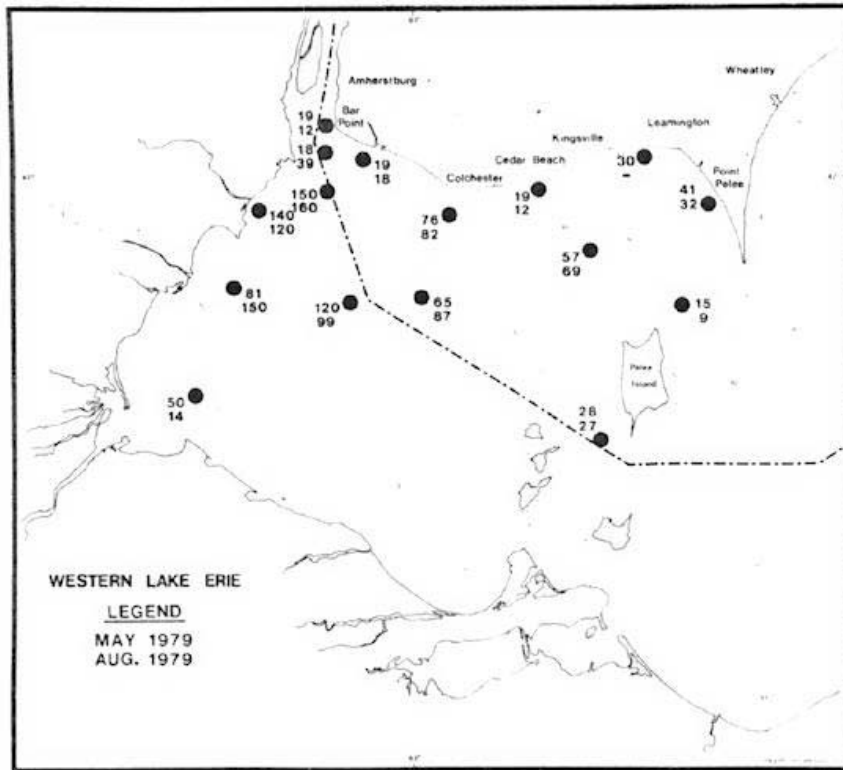 Amherstburg
Wheatley
Bar
Point
Leamington
Kingsville
Cedar Beach
Colchester
Point
Pelee
19
12
18
39
19
18
30
-
150
160
140
120
76
82
19
12
41
32
57
69
81
150
120
99
65
87
15
9
Pelee
Island
50
14
28
27
WESTERN LAKE ERIE
LEGEND
MAY 1979
AUG. 1979